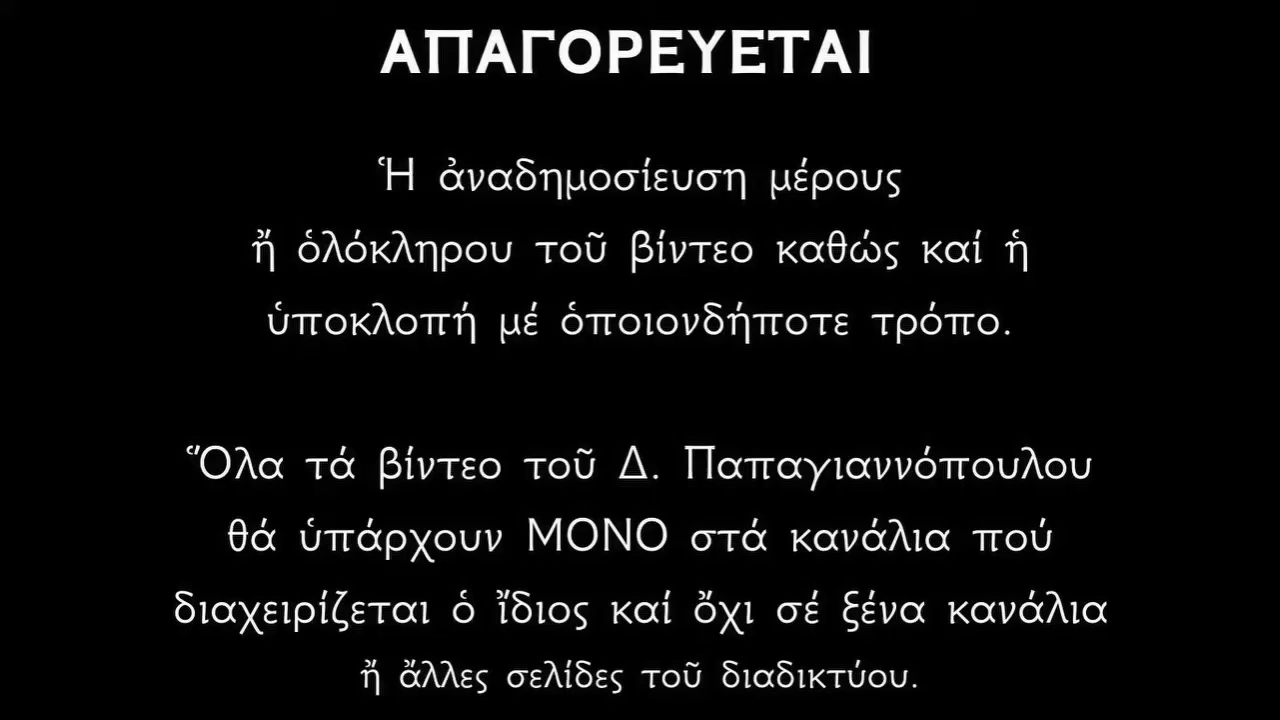 ΑΠΑΓΟΡΕΥΕΤΑΙ
Ἡ ἀναδημοσίευση μέρους
ἤ ὁλόκληρου τοῦ βίντεο καθώς καί ἡ
ὑποκλοπή μέ ὁποιονδήποτε τρόπο.
Ὅλα τά βίντεο τοῦ Δ. Παπαγιαννόπουλου
θά ὑπάρχουν ΜΟΝΟ στά κανάλια πού
διαχειρίζεται ὁ ἴδιος καί ὄχι σέ ξένα κανάλια
ἤ ἄλλες σελίδες τοῦ διαδικτύου.